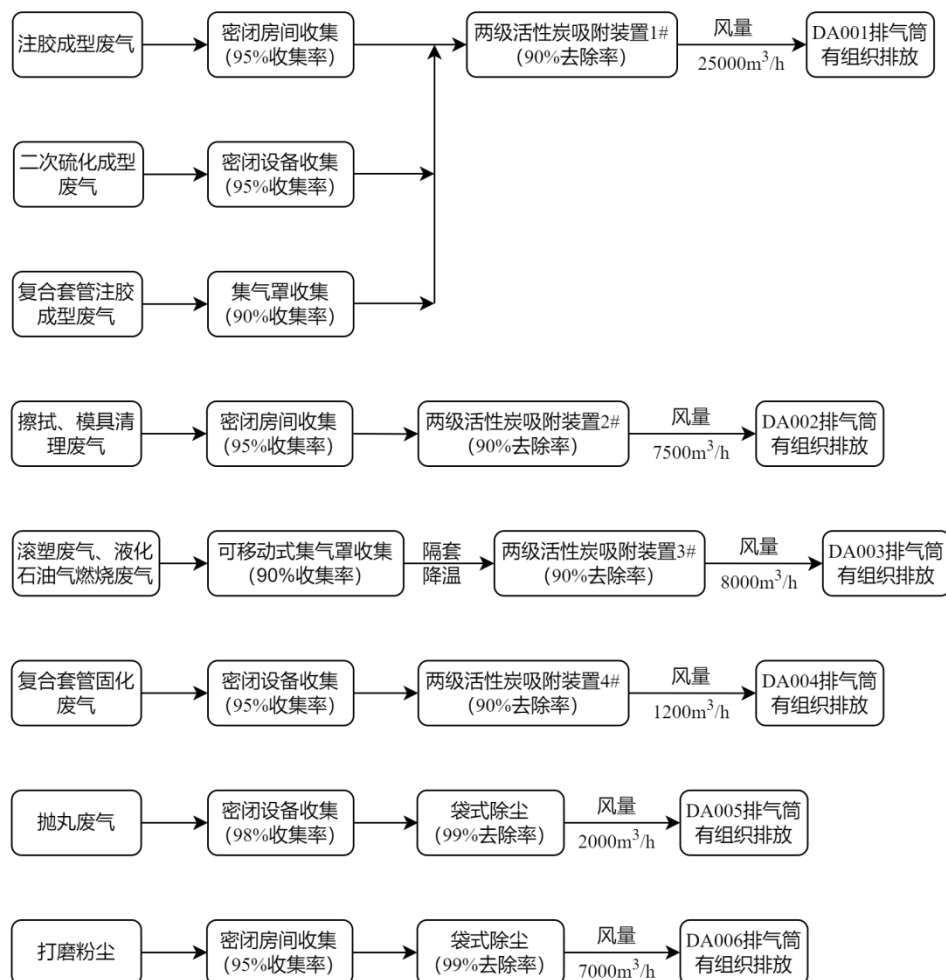 注胶成型废气
密闭房间收集
(95%收集率)
两级活性炭吸附装置1#
(90%去除率)
风量
25000m³/h
DA001排气筒
有组织排放
二次硫化成型
废气
密闭设备收集
(95%收集率)
复合套管注胶
成型废气
集气罩收集
(90%收集率)
擦拭、模具清
理废气
密闭房间收集
(95%收集率)
两级活性炭吸附装置2#
(90%去除率)
风量
7500m³/h
DA002排气筒
有组织排放
滚塑废气、液化
石油气燃烧废气
可移动式集气罩收集
(90%收集率)
隔套
降温
两级活性炭吸附装置3#
(90%去除率)
风量
8000m³/h
DA003排气筒
有组织排放
复合套管固化
废气
密闭设备收集
(95%收集率)
两级活性炭吸附装置4#
(90%去除率)
风量
1200m³/h
DA004排气筒
有组织排放
抛丸废气
密闭设备收集
(98%收集率)
袋式除尘
(99%去除率)
风量
2000m³/h
DA005排气筒
有组织排放
打磨粉尘
密闭房间收集
(95%收集率)
袋式除尘
(99%去除率)
风量
7000m³/h
DA006排气筒
有组织排放